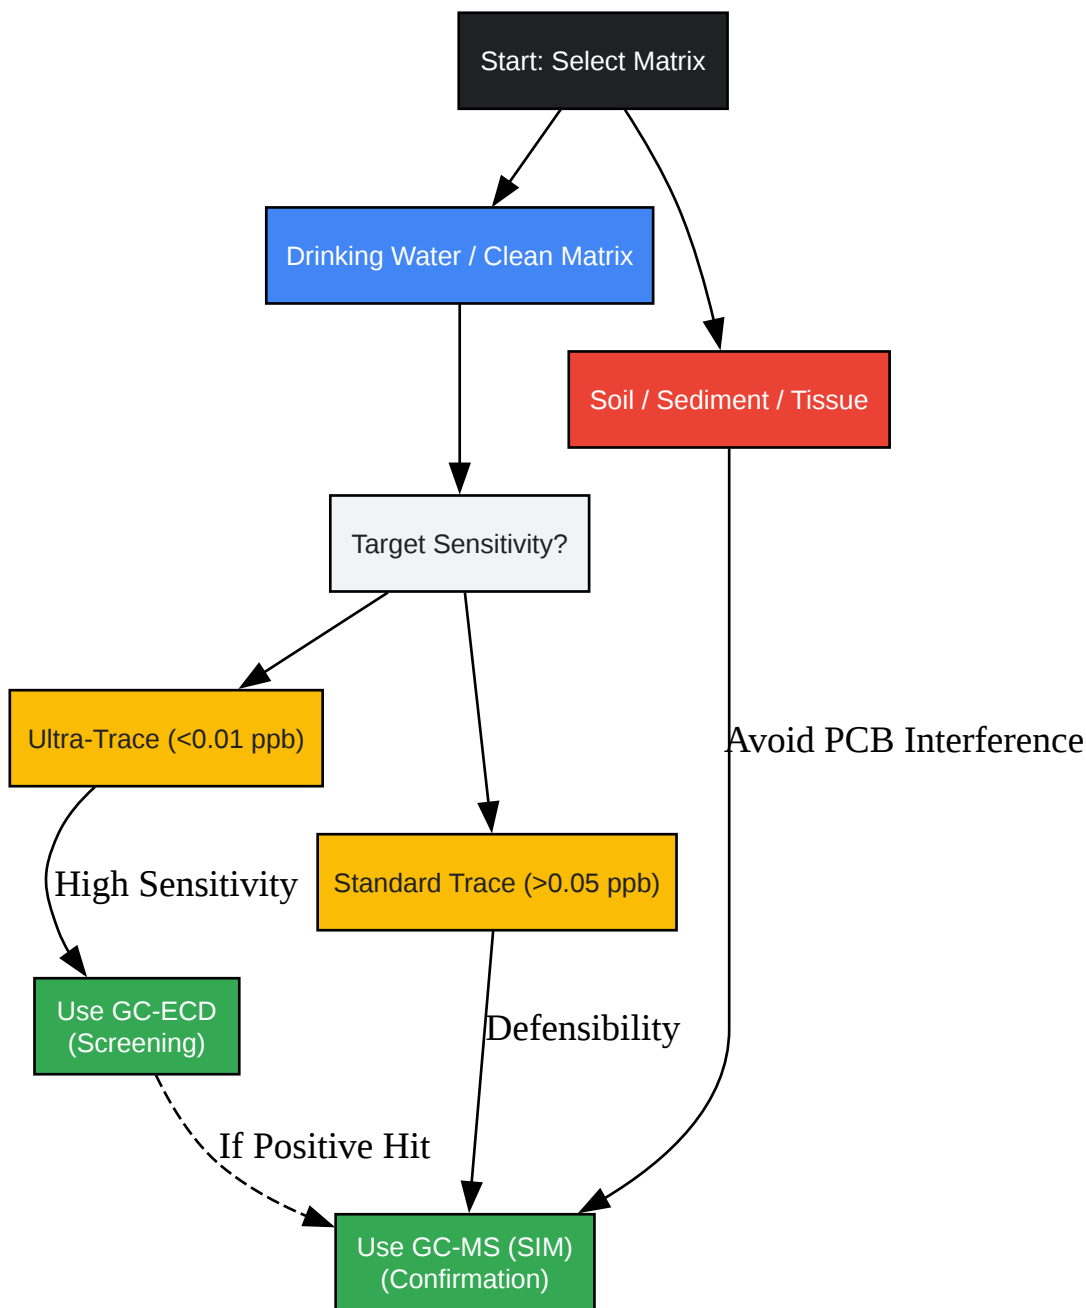 Start: Select Matrix
Drinking Water / Clean Matrix
Soil / Sediment / Tissue
Target Sensitivity?
Ultra-Trace (<0.01 ppb)
Avoid PCB Interference
High Sensitivity
Standard Trace (>0.05 ppb)
Use GC-ECD
(Screening)
Defensibility
If Positive Hit
Use GC-MS (SIM)
(Confirmation)